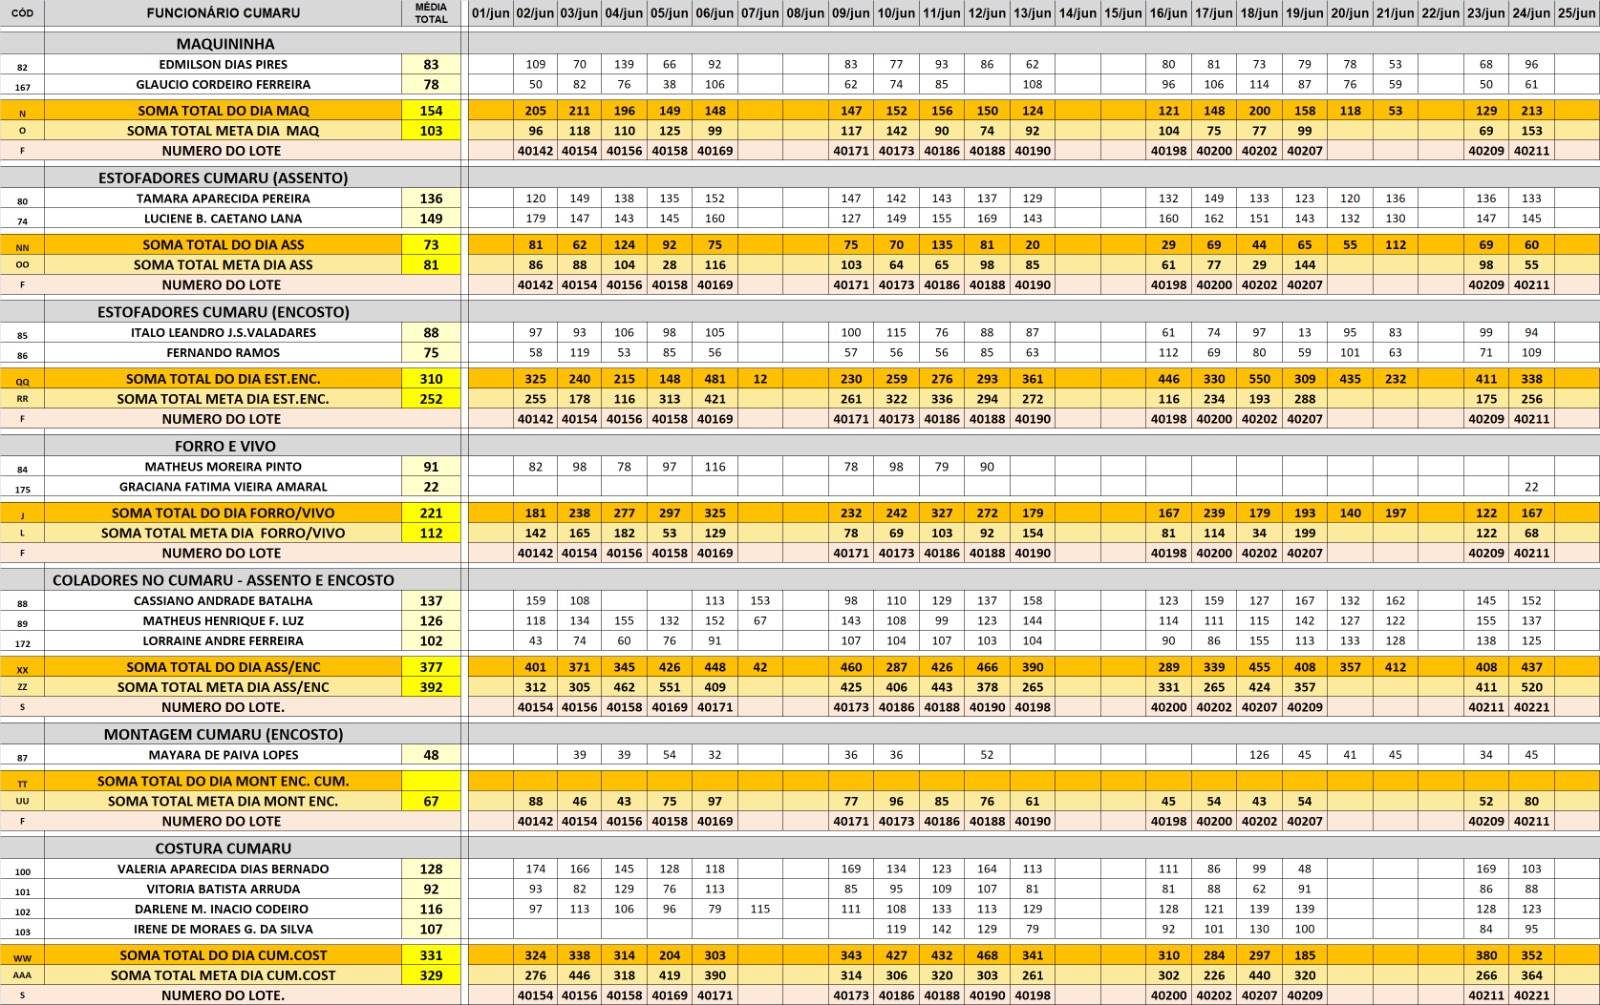 CÓD FUNCIONÁRIO CUMARU MÉDIA TOTAL 01/jun 02/jun 03/jun 04/jun 05/jun 06/jun 07/jun 08/jun 09/jun 10/jun 11/jun 12/jun 13/jun 14/jun 15/jun 16/jun 17/jun 18/jun 19/jun 20/jun 21/jun 22/jun 23/jun 24/jun 25/jun
MAQUININHA
82 EDMILSON DIAS PIRES 83 109 70 139 66 92 83 77 93 86 62 80 81 73 79 78 53 68 96
167 GLAUCIO CORDEIRO FERREIRA 78 50 82 76 38 106 62 74 85 108 96 106 114 87 76 59 50 61
N SOMA TOTAL DO DIA MAQ 154 205 211 196 149 148 147 152 156 150 124 121 148 200 158 118 53 129 213
O SOMA TOTAL META DIA MAQ 103 96 118 110 125 99 117 142 90 74 92 104 75 77 99 69 153
F NUMERO DO LOTE 40142 40154 40156 40158 40169 40171 40173 40186 40188 40190 40198 40200 40202 40207 40209 40211
ESTOFADORES CUMARU (ASSENTO)
80 TAMARA APARECIDA PEREIRA 136 120 149 138 135 152 147 142 143 137 129 132 149 133 123 120 136 136 133
74 LUCIENE B. CAETANO LANA 149 179 147 143 145 160 127 149 155 169 143 160 162 151 143 132 130 147 145
NN SOMA TOTAL DO DIA ASS 73 81 62 124 92 75 75 70 135 81 20 29 69 44 65 55 112 69 60
OO SOMA TOTAL META DIA ASS 81 86 88 104 28 116 103 64 65 98 85 61 77 29 144 98 55
F NUMERO DO LOTE 40142 40154 40156 40158 40169 40171 40173 40186 40188 40190 40198 40200 40202 40207 40209 40211
ESTOFADORES CUMARU (ENCOSTO)
85 ITALO LEANDRO J.S.VALADARES 88 97 93 106 98 105 100 115 76 88 87 61 74 97 13 95 83 99 94
86 FERNANDO RAMOS 75 58 119 53 85 56 57 56 56 85 63 112 69 80 59 101 63 71 109
QQ SOMA TOTAL DO DIA EST.ENC. 310 325 240 215 148 481 12 230 259 276 293 361 446 330 550 309 435 232 411 338
RR SOMA TOTAL META DIA EST.ENC. 252 255 178 116 313 421 261 322 336 294 272 116 234 193 288 175 256
F NUMERO DO LOTE 40142 40154 40156 40158 40169 40171 40173 40186 40188 40190 40198 40200 40202 40207 40209 40211
FORRO E VIVO
84 MATHEUS MOREIRA PINTO 91 82 98 78 97 116 78 98 79 90
175 GRACIANA FATIMA VIEIRA AMARAL 22 22
J SOMA TOTAL DO DIA FORRO/VIVO 221 181 238 277 297 325 232 242 327 272 179 167 239 179 193 140 197 122 167
L SOMA TOTAL META DIA FORRO/VIVO 112 142 165 182 53 129 78 69 103 92 154 81 114 34 199 122 68
F NUMERO DO LOTE 40142 40154 40156 40158 40169 40171 40173 40186 40188 40190 40198 40200 40202 40207 40209 40211
COLADORES NO CUMARU - ASSENTO E ENCOSTO
88 CASSIANO ANDRADE BATALHA 137 159 108 113 153 98 110 129 137 158 123 159 127 167 132 162 145 152
89 MATHEUS HENRIQUE F. LUZ 126 118 134 155 132 152 67 143 108 99 123 144 114 111 115 142 127 122 155 137
172 LORRAINE ANDRE FERREIRA 102 43 74 60 76 91 107 104 107 103 104 90 86 155 113 133 128 138 125
XX SOMA TOTAL DO DIA ASS/ENC 377 401 371 345 426 448 42 460 287 426 466 390 289 339 455 408 357 412 408 437
ZZ SOMA TOTAL META DIA ASS/ENC 392 312 305 462 551 409 425 406 443 378 265 331 265 424 357 411 520
S NUMERO DO LOTE. 40154 40156 40158 40169 40171 40173 40186 40188 40190 40198 40200 40202 40207 40209 40211 40221
MONTAGEM CUMARU (ENCOSTO)
87 MAYARA DE PAIVA LOPES 48 39 39 54 32 36 36 52 126 45 41 45 34 45
TT SOMA TOTAL DO DIA MONT ENC. CUM.
UU SOMA TOTAL META DIA MONT ENC. 67 88 46 43 75 97 77 96 85 76 61 45 54 43 54 52 80
F NUMERO DO LOTE 40142 40154 40156 40158 40169 40171 40173 40186 40188 40190 40198 40200 40202 40207 40209 40211
COSTURA CUMARU
100 VALERIA APARECIDA DIAS BERNADO 128 174 166 145 128 118 169 134 123 164 113 111 86 99 48 169 103
101 VITORIA BATISTA ARRUDA 92 93 82 129 76 113 85 95 109 107 81 81 88 62 91 86 88
102 DARLENE M. INACIO CODEIRO 116 97 113 106 96 79 115 111 108 133 113 129 128 121 139 139 128 123
103 IRENE DE MORAES G. DA SILVA 107 119 142 129 79 92 101 130 100 84 95
WW SOMA TOTAL DO DIA CUM.COST 331 324 338 314 204 303 343 427 432 468 341 310 284 297 185 380 352
AAA SOMA TOTAL META DIA CUM.COST 329 276 446 318 419 390 314 306 320 303 261 302 226 440 320 266 364
S NUMERO DO LOTE. 40154 40156 40158 40169 40171 40173 40186 40188 40190 40198 40200 40202 40207 40209 40211 40221